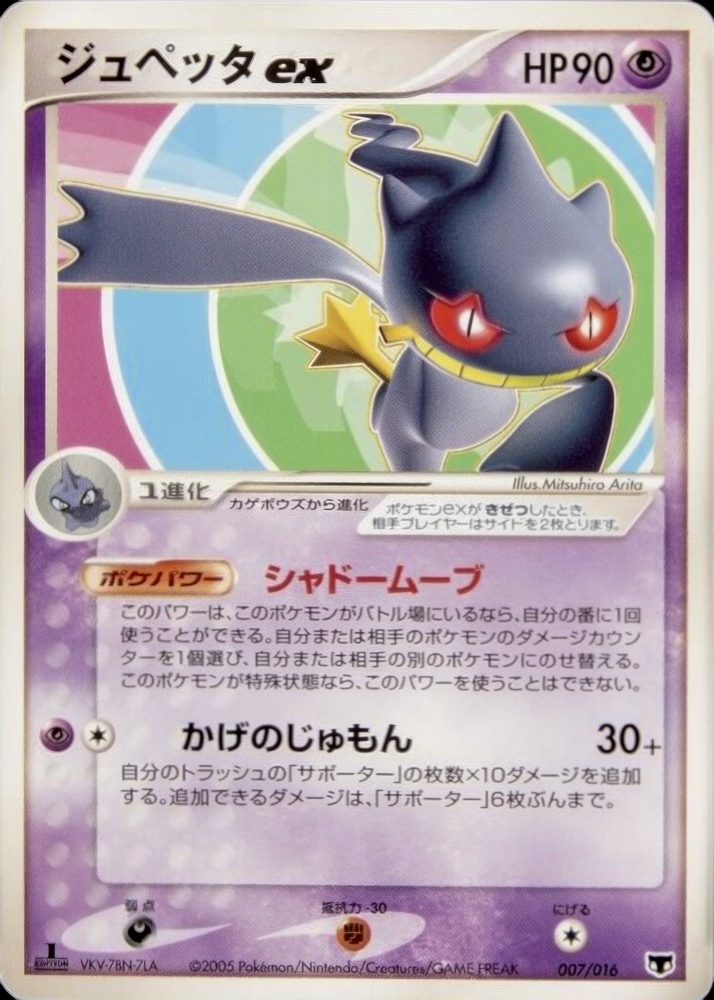 ジュペッタex HP90
1進化
Illus.Mitsuhiro Arita
カゲボウズから進化
ポケモンexが きぜつしたとき、
相手プレイヤーはサイドを2枚とります。
ポケパワー シャドームーブ
このパワーは、このポケモンがバトル場にいるなら、自分の番に1回
使うことができる。自分または相手のポケモンのダメージカウン
ターを1個選び、自分または相手の別のポケモンにのせ替える。
このポケモンが特殊状態なら、このパワーを使うことはできない。
かげのじゅもん 30+
自分のトラッシュの「サポーター」の枚数×10ダメージを追加
する。追加できるダメージは、「サポーター」6枚ぶんまで。
弱点 抵抗力 -30 にげる
1
VKV-7BN-7LA ©2005 Pokémon/Nintendo/Creatures/GAME FREAK 007/016